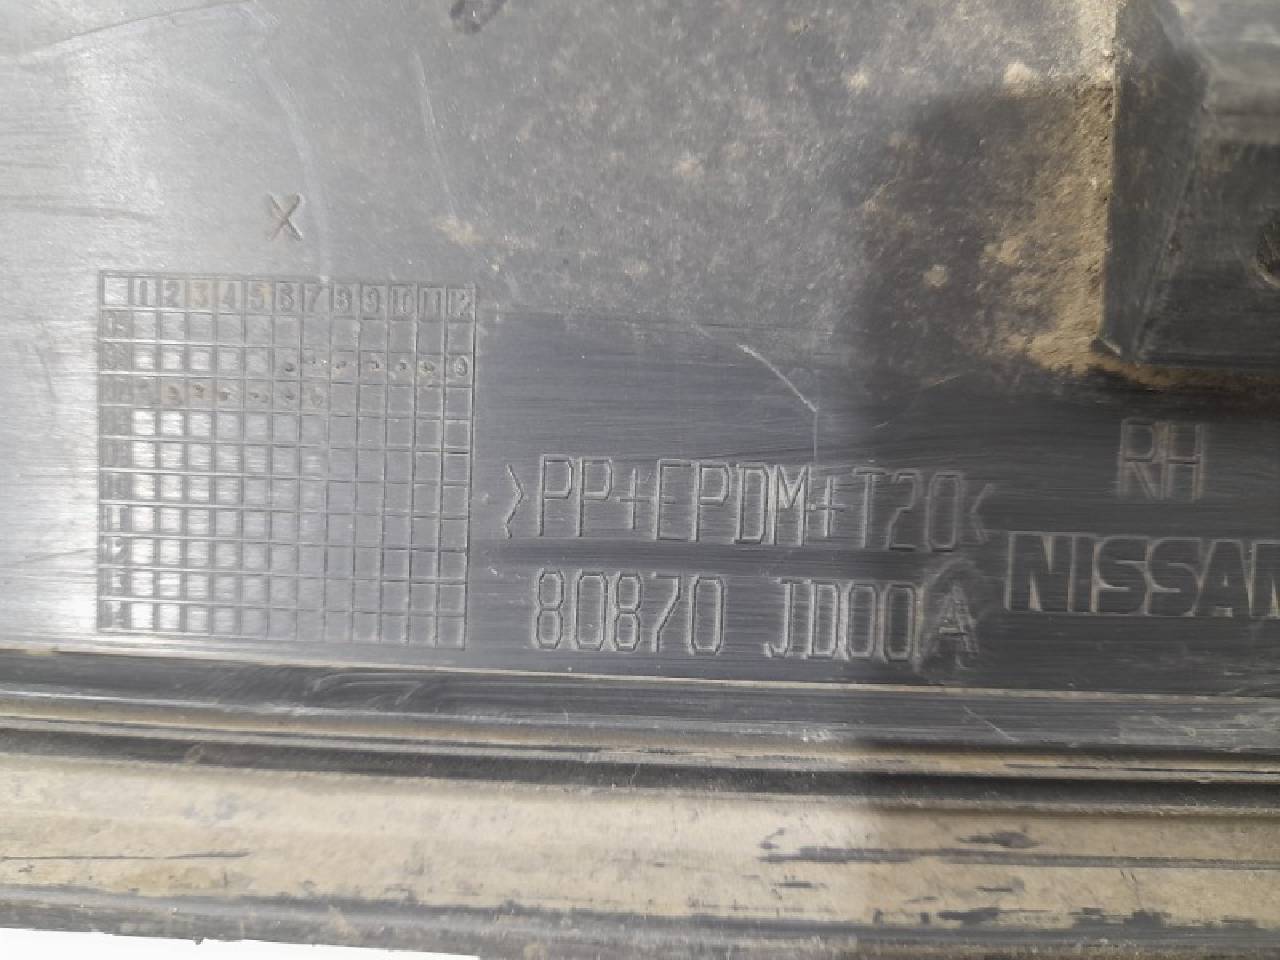 X
1 2 3 4 5 6 7 8 9 10 11 12
RH
>PP+EPDM+T20<
NISSAN
80870 JD00A